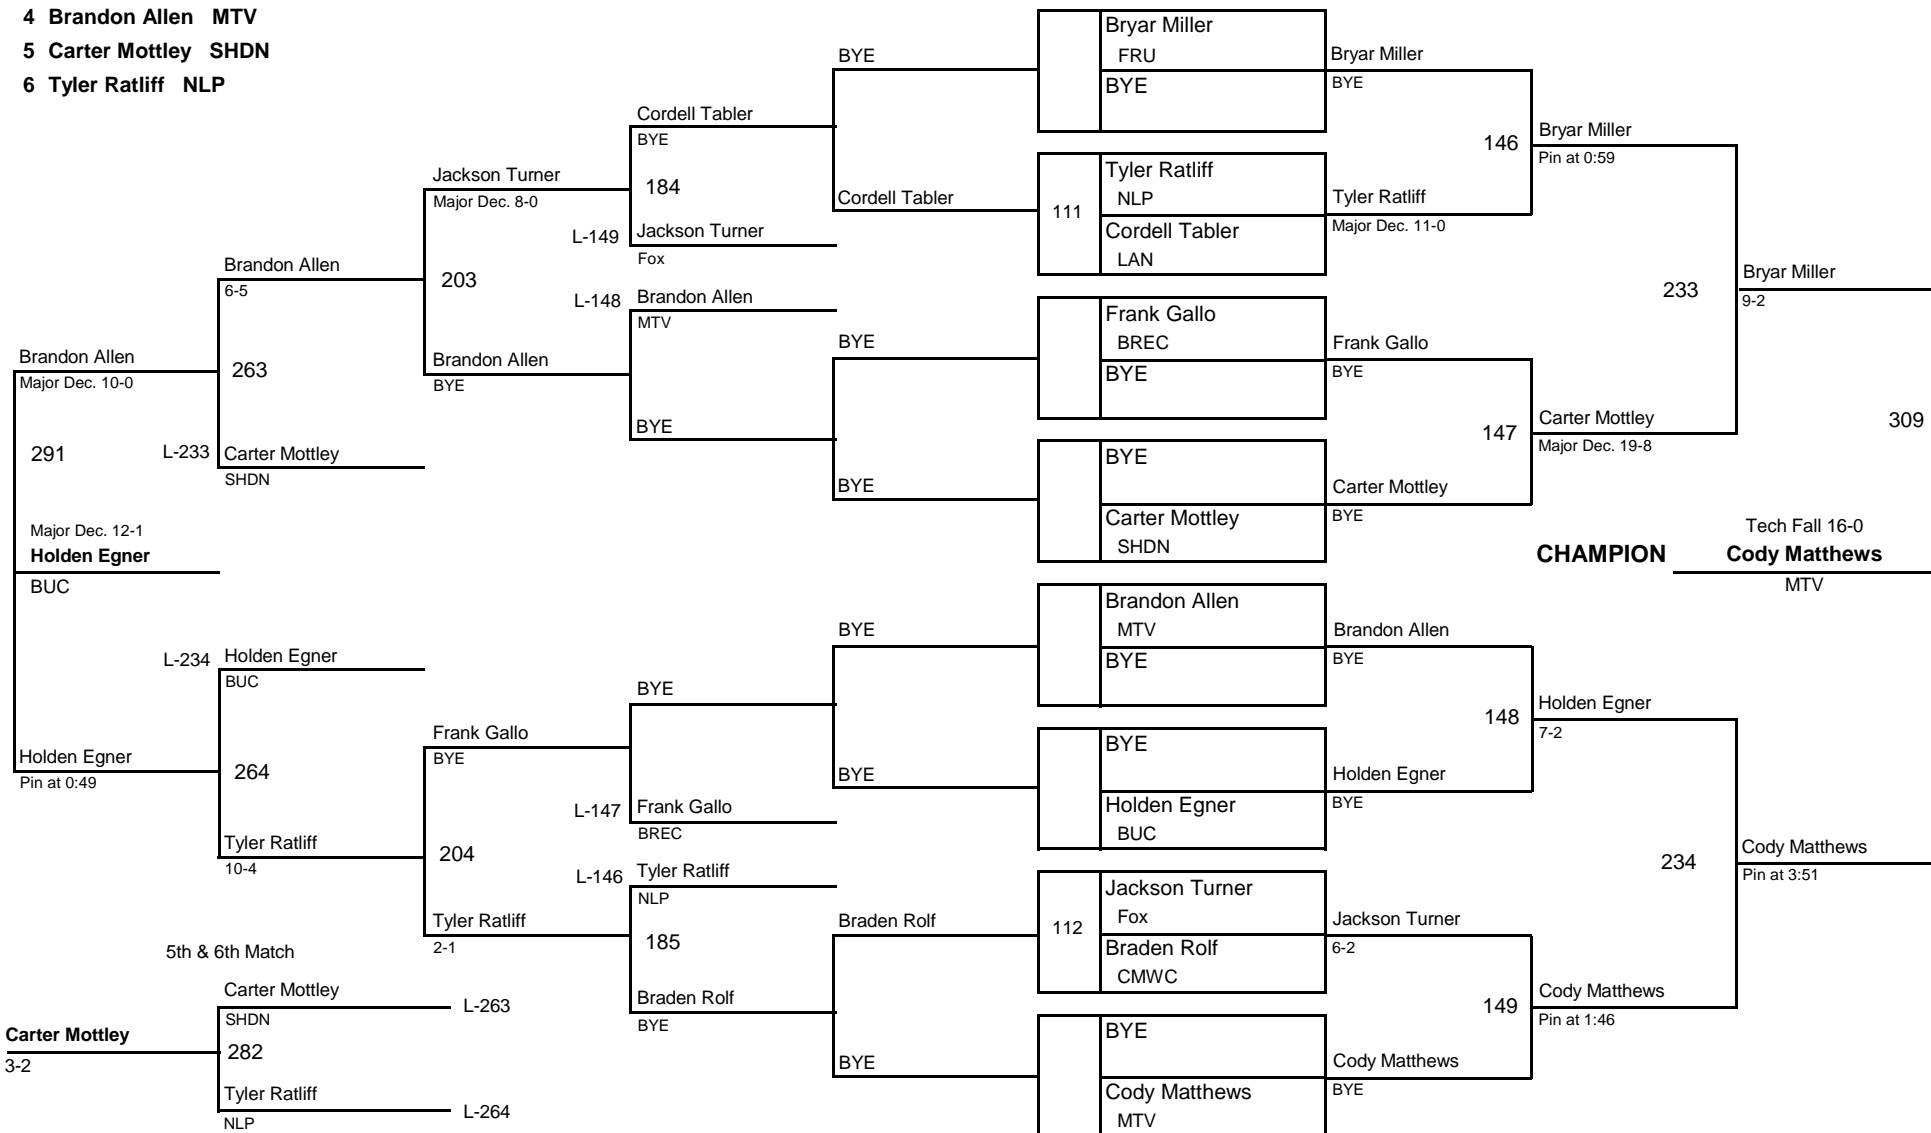 4 Brandon Allen MTV
5 Carter Mottley SHDN
6 Tyler Ratliff NLP
Brandon Allen
Major Dec. 10-0
291
Major Dec. 12-1
Holden Egner
BUC
Holden Egner
Pin at 0:49
Brandon Allen
6-5
263
L-233 Carter Mottley
SHDN
L-234 Holden Egner
BUC
264
Tyler Ratliff
10-4
5th & 6th Match
Carter Mottley L-263
SHDN
Carter Mottley
3-2
282
Tyler Ratliff L-264
NLP
Jackson Turner
Major Dec. 8-0
203
Brandon Allen
BYE
Frank Gallo
BYE
204
Tyler Ratliff
2-1
Cordell Tabler
BYE
184
L-149 Jackson Turner
Fox
L-148 Brandon Allen
MTV
BYE
BYE
L-147 Frank Gallo
BREC
L-146 Tyler Ratliff
NLP
185
Braden Rolf
BYE
BYE
Cordell Tabler
BYE
BYE
BYE
BYE
Braden Rolf
BYE
Bryar Miller
FRU
BYE
111
Tyler Ratliff
NLP
Cordell Tabler
LAN
Frank Gallo
BREC
BYE
BYE
Carter Mottley
SHDN
Brandon Allen
MTV
BYE
BYE
Holden Egner
BUC
112
Jackson Turner
Fox
Braden Rolf
CMWC
BYE
Cody Matthews
MTV
Bryar Miller
BYE
146
Tyler Ratliff
Major Dec. 11-0
Frank Gallo
BYE
147
Carter Mottley
BYE
Brandon Allen
BYE
148
Holden Egner
BYE
Jackson Turner
6-2
149
Cody Matthews
BYE
Bryar Miller
Pin at 0:59
233
Carter Mottley
Major Dec. 19-8
Holden Egner
7-2
234
Cody Matthews
Pin at 1:46
Bryar Miller
9-2
309
Tech Fall 16-0
CHAMPION Cody Matthews
MTV
Cody Matthews
Pin at 3:51